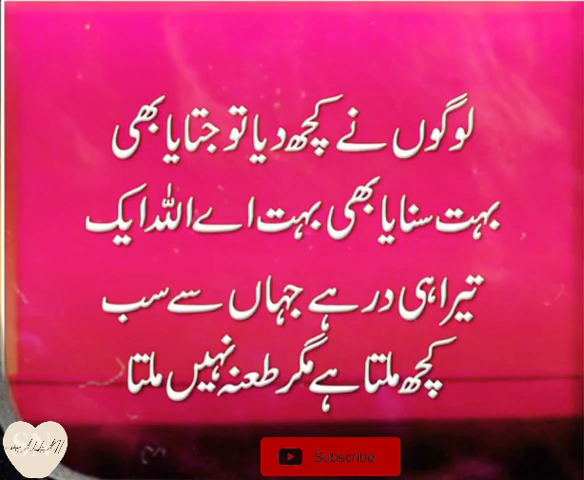 لوگوں نے کچھ دیا تو جتایا بھی
بہت سنایا بھی بہت اے اللہ ایک
تیرا ہی در ہے جہاں سے سب
کچھ ملتا ہے مگر طعنہ نہیں ملتا
Subscribe